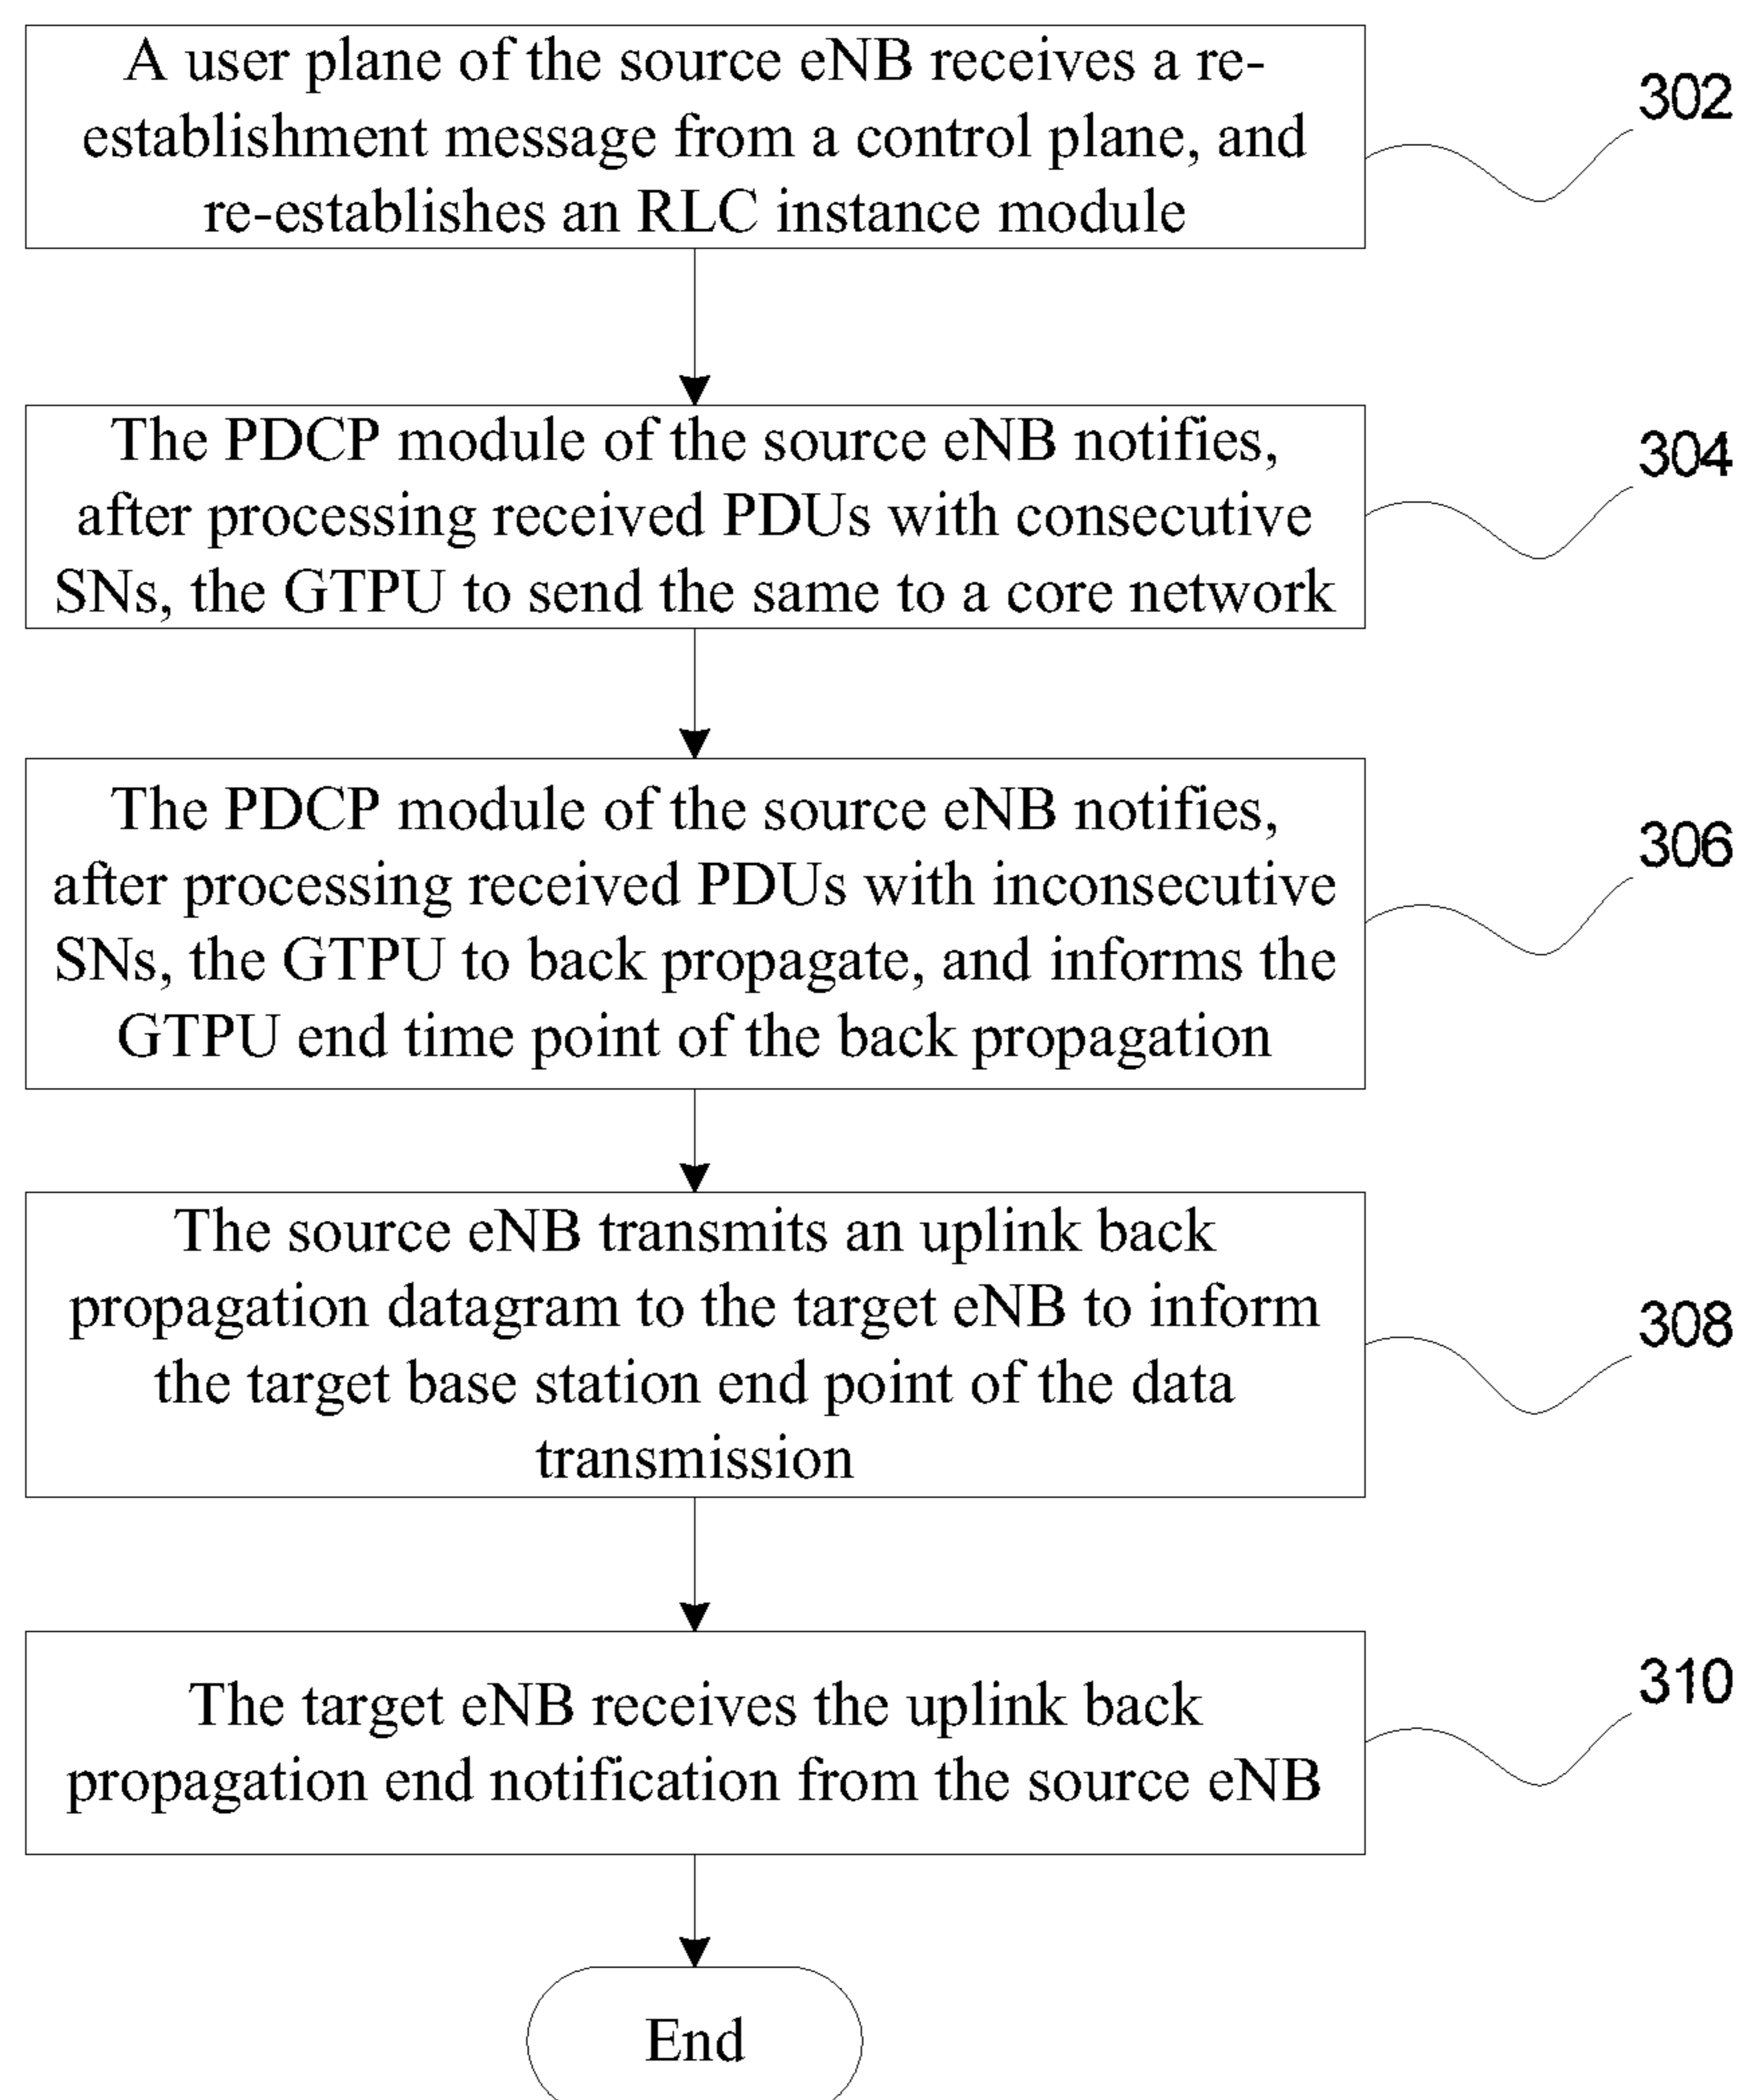 A user plane of the source eNB receives a re-
establishment message from a control plane, and
re-establishes an RLC instance module
302
The PDCP module of the source eNB notifies,
after processing received PDUs with consecutive
SNs, the GTPU to send the same to a core network
304
The PDCP module of the source eNB notifies,
after processing received PDUs with inconsecutive
SNs, the GTPU to back propagate, and informs the
GTPU end time point of the back propagation
306
The source eNB transmits an uplink back
propagation datagram to the target eNB to inform
the target base station end point of the data
transmission
308
The target eNB receives the uplink back
propagation end notification from the source eNB
310
End